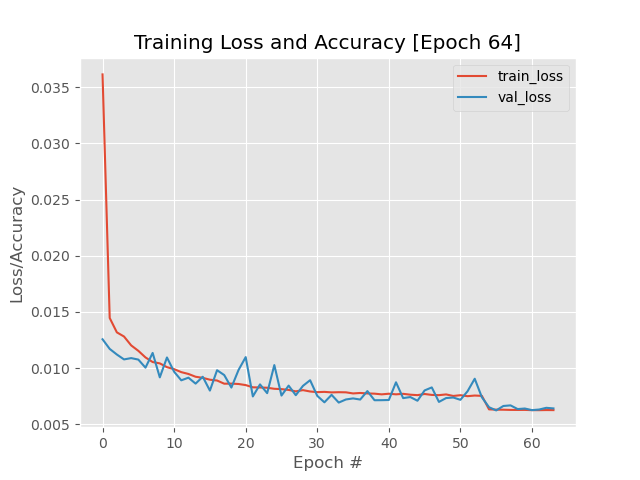 Training Loss and Accuracy [Epoch 64]
train_loss
val_loss
0.035
0.030
0.025
0.020
0.015
0.010
0.005
Loss/Accuracy
0 10 20 30 40 50 60
Epoch #